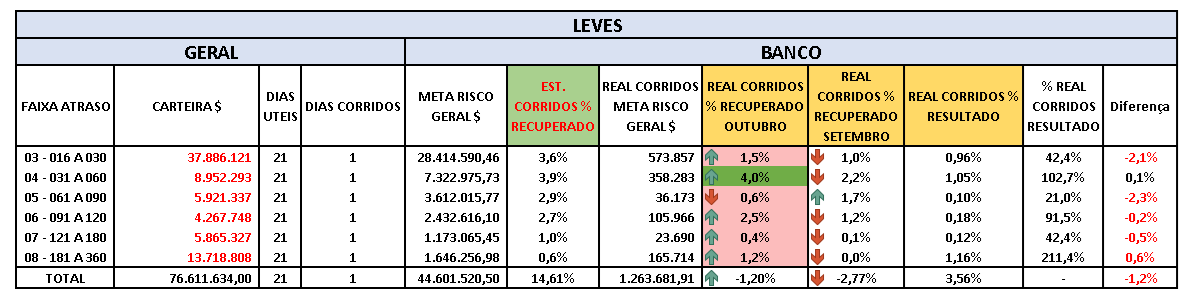 LEVES
GERAL BANCO
FAIXA ATRASO CARTEIRA $ DIAS UTEIS DIAS CORRIDOS META RISCO GERAL $ EST. CORRIDOS % RECUPERADO REAL CORRIDOS META RISCO GERAL $ REAL CORRIDOS % RECUPERADO OUTUBRO REAL CORRIDOS % RECUPERADO SETEMBRO REAL CORRIDOS % RESULTADO % REAL CORRIDOS RESULTADO Diferença
03 - 016 A 030 37.886.121 21 1 28.414.590,46 3,6% 573.857 1,5% 1,0% 0,96% 42,4% -2,1%
04 - 031 A 060 8.952.293 21 1 7.322.975,73 3,9% 358.283 4,0% 2,2% 1,05% 102,7% 0,1%
05 - 061 A 090 5.921.337 21 1 3.612.015,77 2,9% 36.173 0,6% 1,7% 0,10% 21,0% -2,3%
06 - 091 A 120 4.267.748 21 1 2.432.616,10 2,7% 105.966 2,5% 1,2% 0,18% 91,5% -0,2%
07 - 121 A 180 5.865.327 21 1 1.173.065,45 1,0% 23.690 0,4% 0,1% 0,12% 42,4% -0,5%
08 - 181 A 360 13.718.808 21 1 1.646.256,98 0,6% 165.714 1,2% 0,0% 1,16% 211,4% 0,6%
TOTAL 76.611.634,00 21 1 44.601.520,50 14,61% 1.263.681,91 -1,20% -2,77% 3,56% - -1,2%